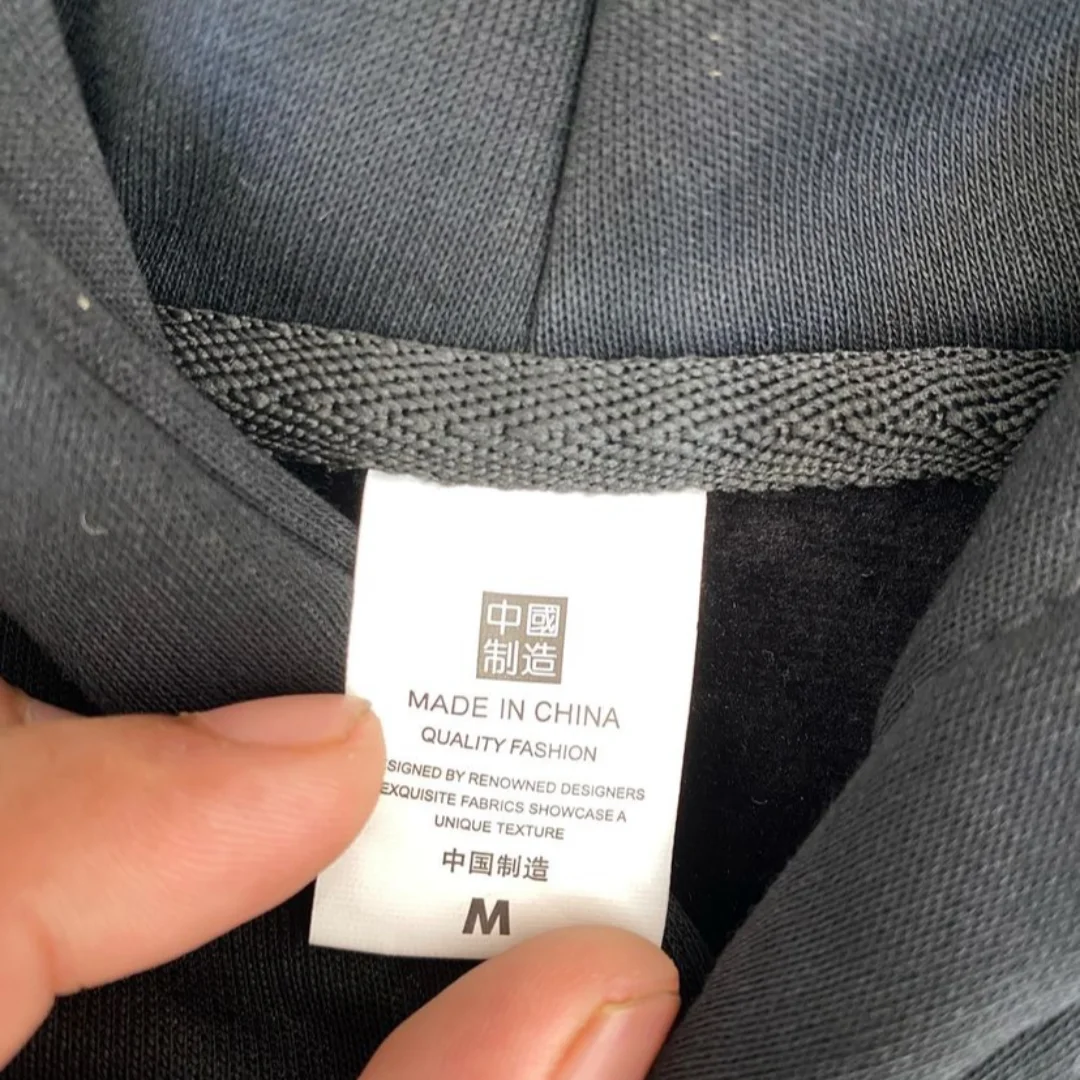 中國
制造
MADE IN CHINA
QUALITY FASHION
BY RENOWNED DESIGNERS
EXQUISITE FABRICS SHOWCASE A
UNIQUE TEXTURE
中国制造
M